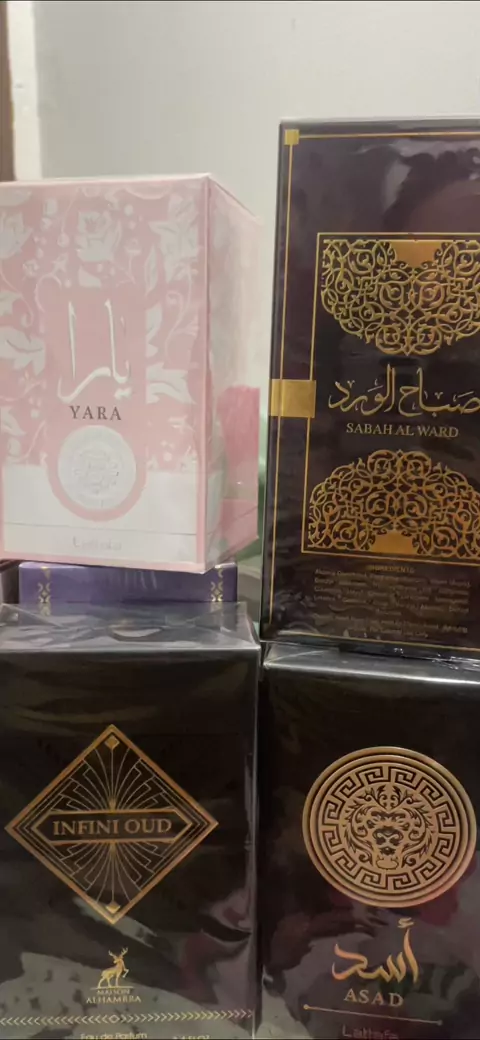 يارا
YARA
Lattafa
صباح الورد
SABAH AL WARD
INGREDIENTS
INFINI OUD
MAISON
ALHAMBRA
Eau de Parfum
أسد
ASAD
Lattafa